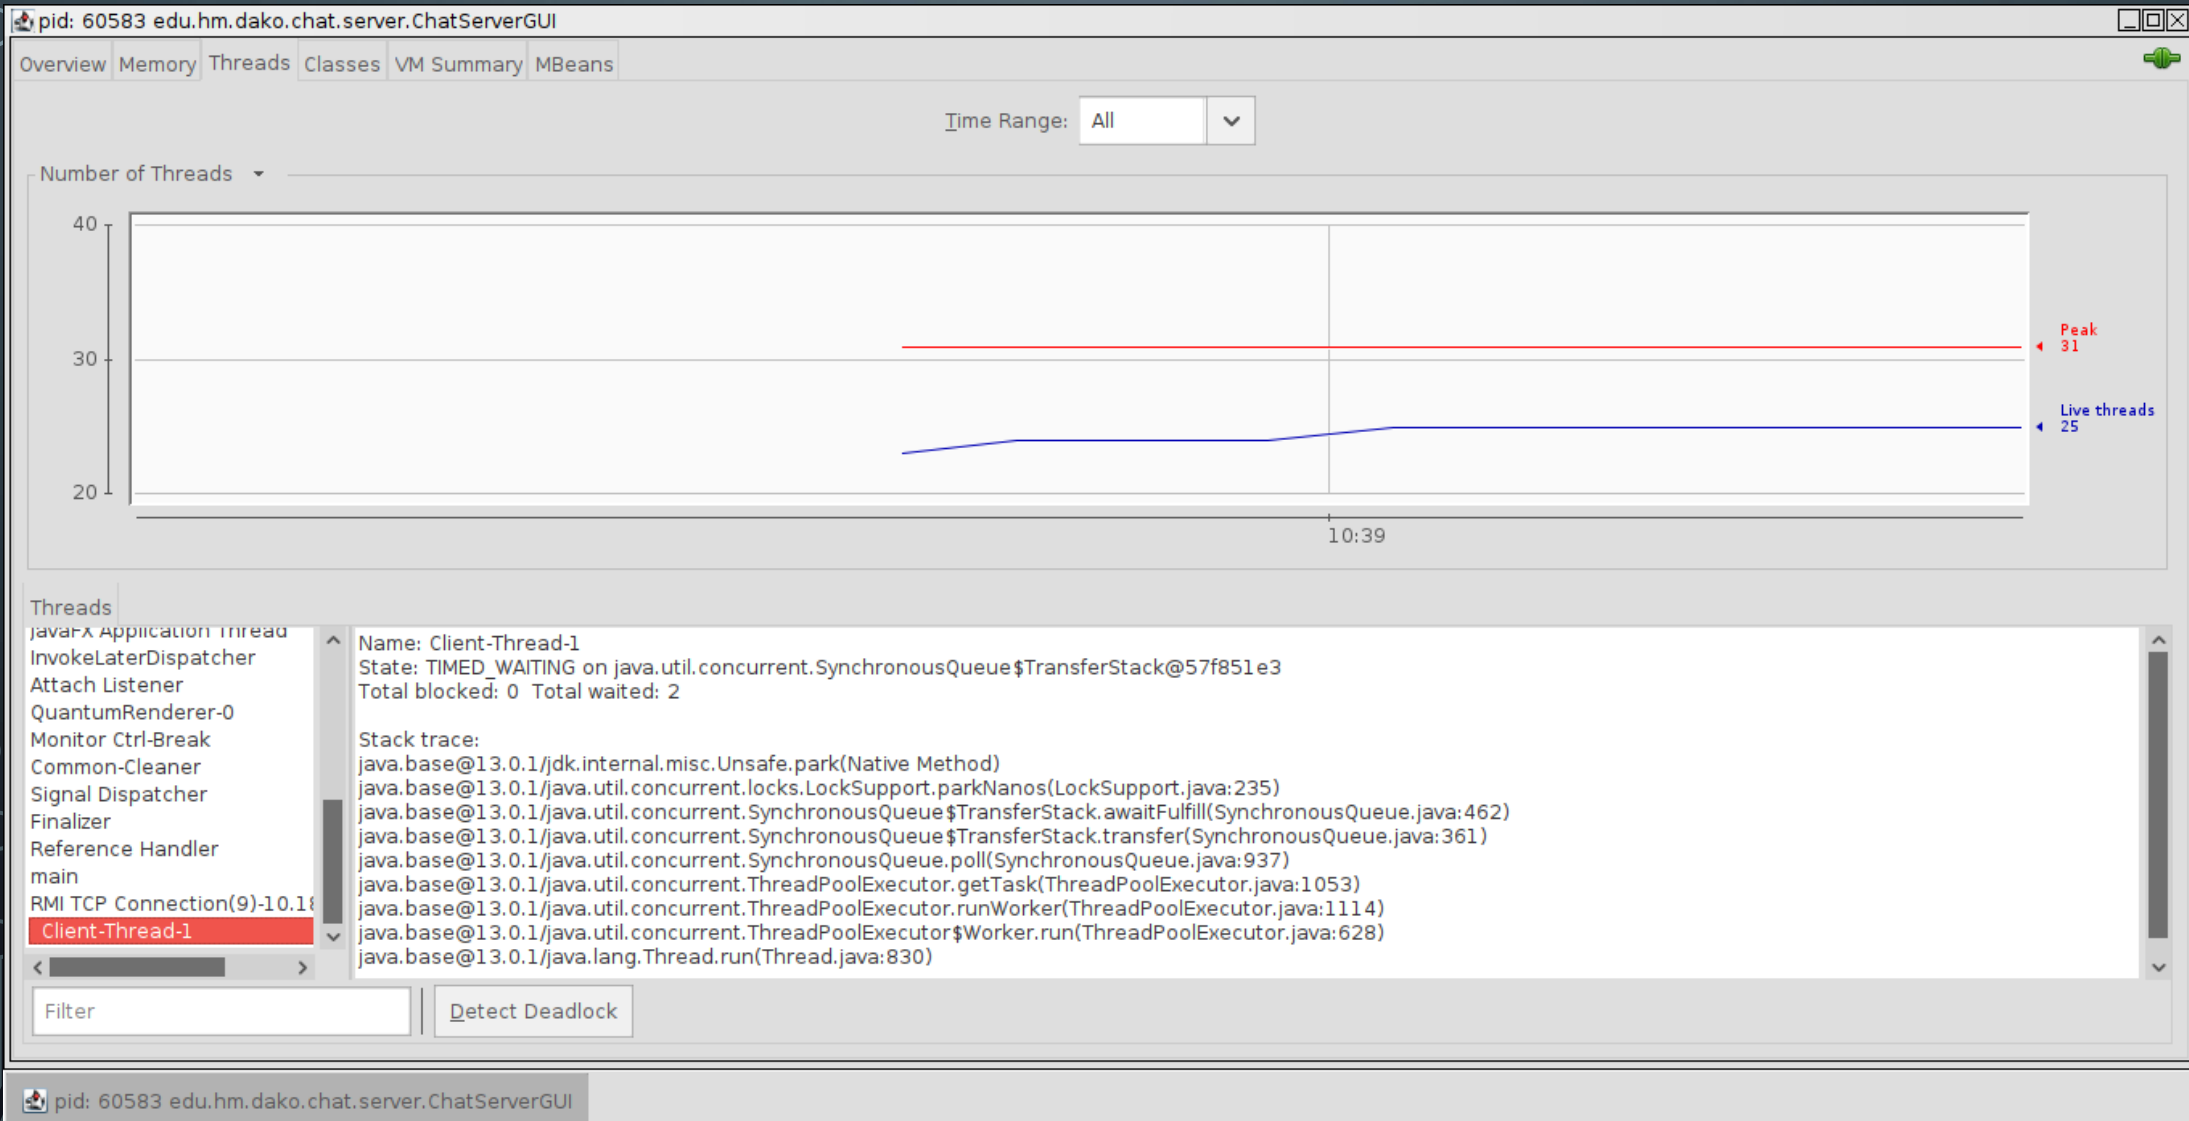 pid: 60583 edu.hm.dako.chat.server.ChatServerGUI
Overview Memory Threads Classes VM Summary MBeans
Time Range: All
Number of Threads
40
30
20
Peak
31
Live threads
25
10:39
Threads
JavaFX Application Thread
InvokeLaterDispatcher
Attach Listener
QuantumRenderer-0
Monitor Ctrl-Break
Common-Cleaner
Signal Dispatcher
Finalizer
Reference Handler
main
RMI TCP Connection(9)-10.18
Client-Thread-1
Name: Client-Thread-1
State: TIMED_WAITING on java.util.concurrent.SynchronousQueue$TransferStack@57f851e3
Total blocked: 0 Total waited: 2
Stack trace:
java.base@13.0.1/jdk.internal.misc.Unsafe.park(Native Method)
java.base@13.0.1/java.util.concurrent.locks.LockSupport.parkNanos(LockSupport.java:235)
java.base@13.0.1/java.util.concurrent.SynchronousQueue$TransferStack.awaitFulfill(SynchronousQueue.java:462)
java.base@13.0.1/java.util.concurrent.SynchronousQueue$TransferStack.transfer(SynchronousQueue.java:361)
java.base@13.0.1/java.util.concurrent.SynchronousQueue.poll(SynchronousQueue.java:937)
java.base@13.0.1/java.util.concurrent.ThreadPoolExecutor.getTask(ThreadPoolExecutor.java:1053)
java.base@13.0.1/java.util.concurrent.ThreadPoolExecutor.runWorker(ThreadPoolExecutor.java:1114)
java.base@13.0.1/java.util.concurrent.ThreadPoolExecutor$Worker.run(ThreadPoolExecutor.java:628)
java.base@13.0.1/java.lang.Thread.run(Thread.java:830)
Filter
Detect Deadlock
pid: 60583 edu.hm.dako.chat.server.ChatServerGUI